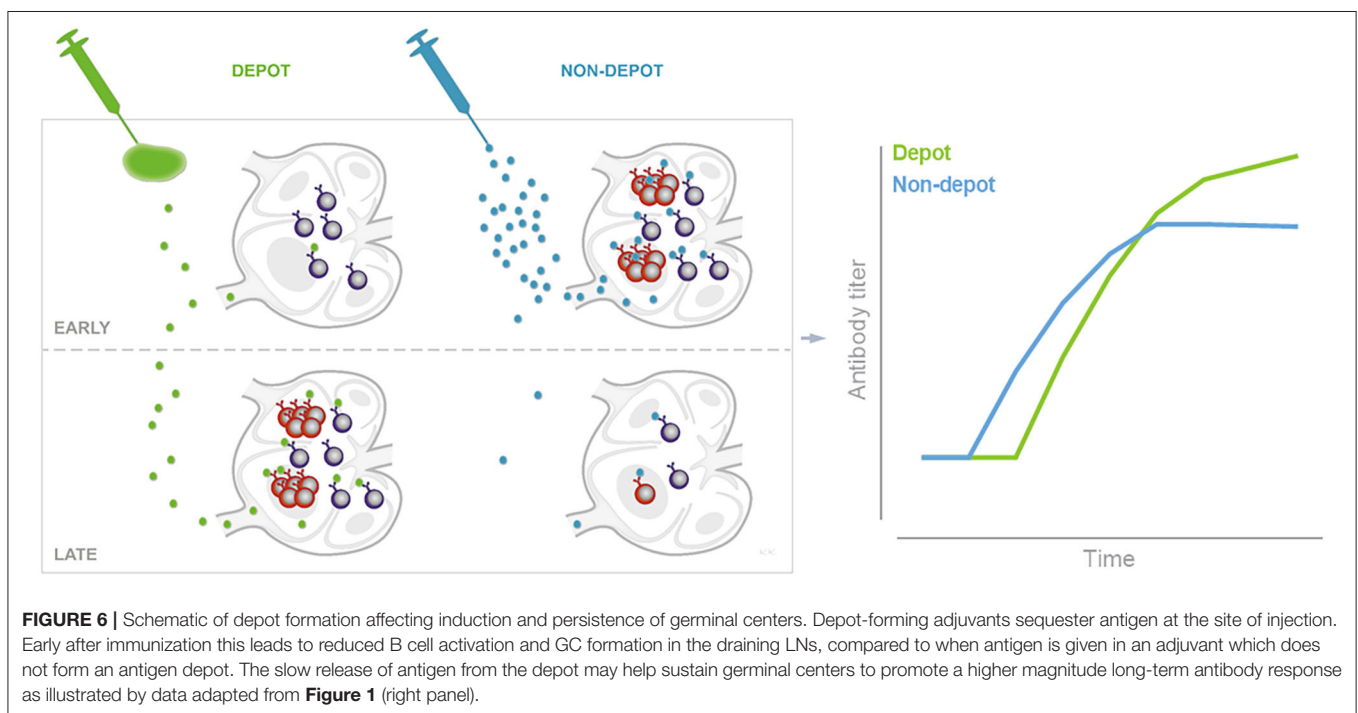 DEPOT
NON-DEPOT
EARLY
LATE
Depot
Non-depot
Antibody titer
Time
FIGURE 6 | Schematic of depot formation affecting induction and persistence of germinal centers. Depot-forming adjuvants sequester antigen at the site of injection.
Early after immunization this leads to reduced B cell activation and GC formation in the draining LNs, compared to when antigen is given in an adjuvant which does
not form an antigen depot. The slow release of antigen from the depot may help sustain germinal centers to promote a higher magnitude long-term antibody response
as illustrated by data adapted from Figure 1 (right panel).